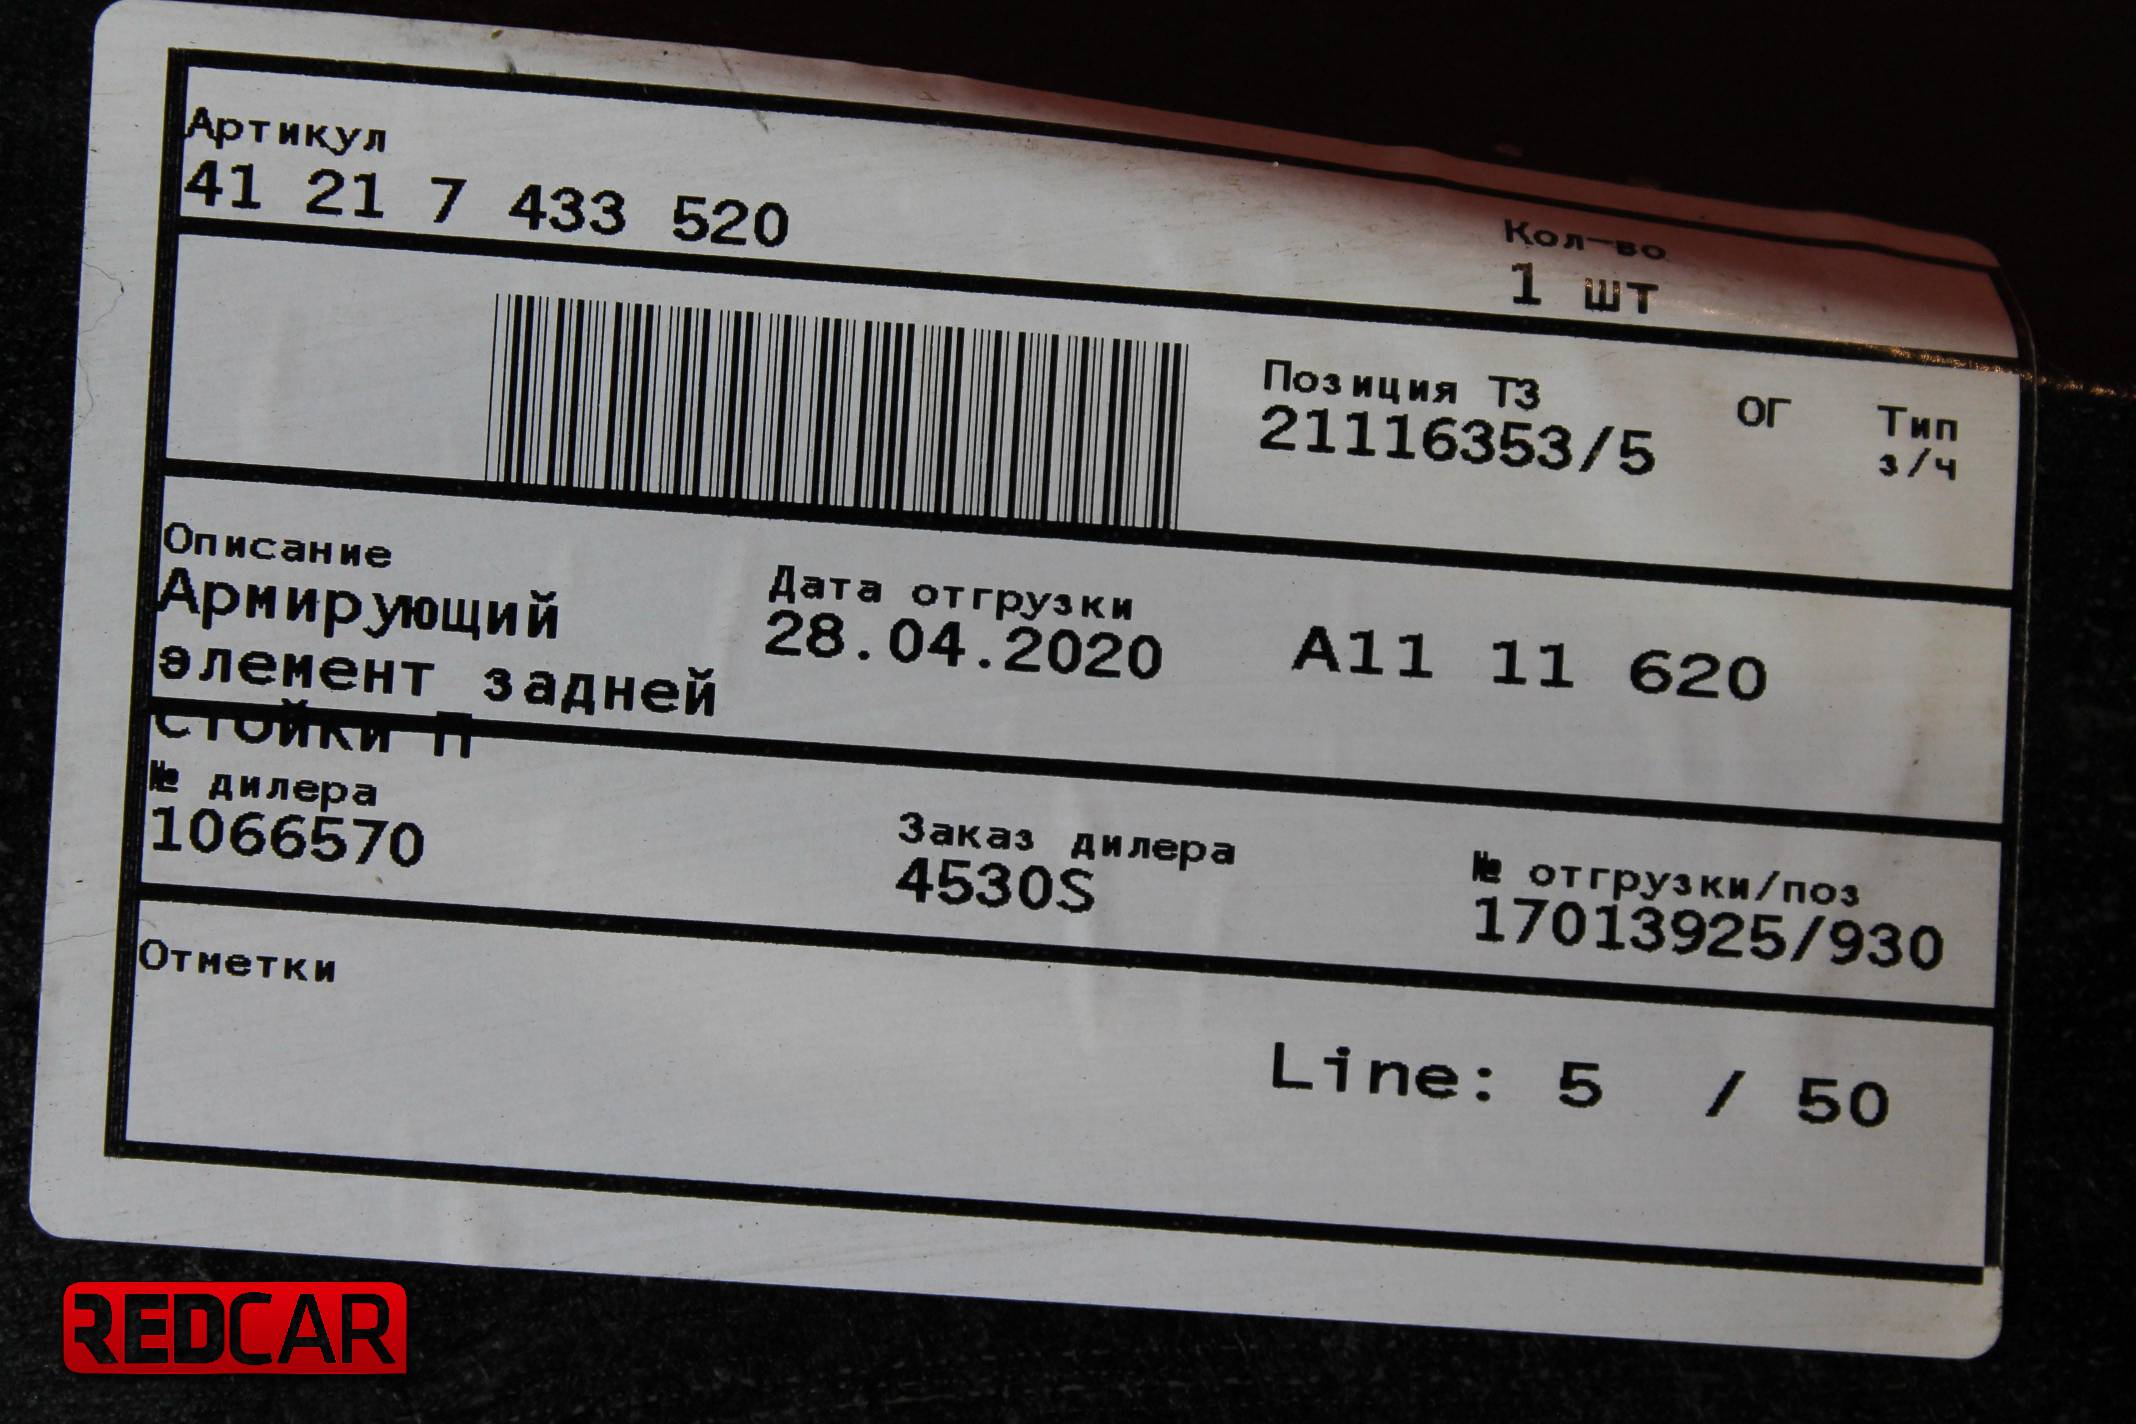 Артикул
41 21 7 433 520
Кол-во
1 шт
Позиция ТЗ ОГ Тип
21116353/5 з/ч
Описание
Армирующий
элемент задней
стойки П
Дата отгрузки
28.04.2020 A11 11 620
№ дилера
1066570
Заказ дилера
4530S
№ отгрузки/поз
17013925/930
Отметки
Line: 5 / 50
REDCAR